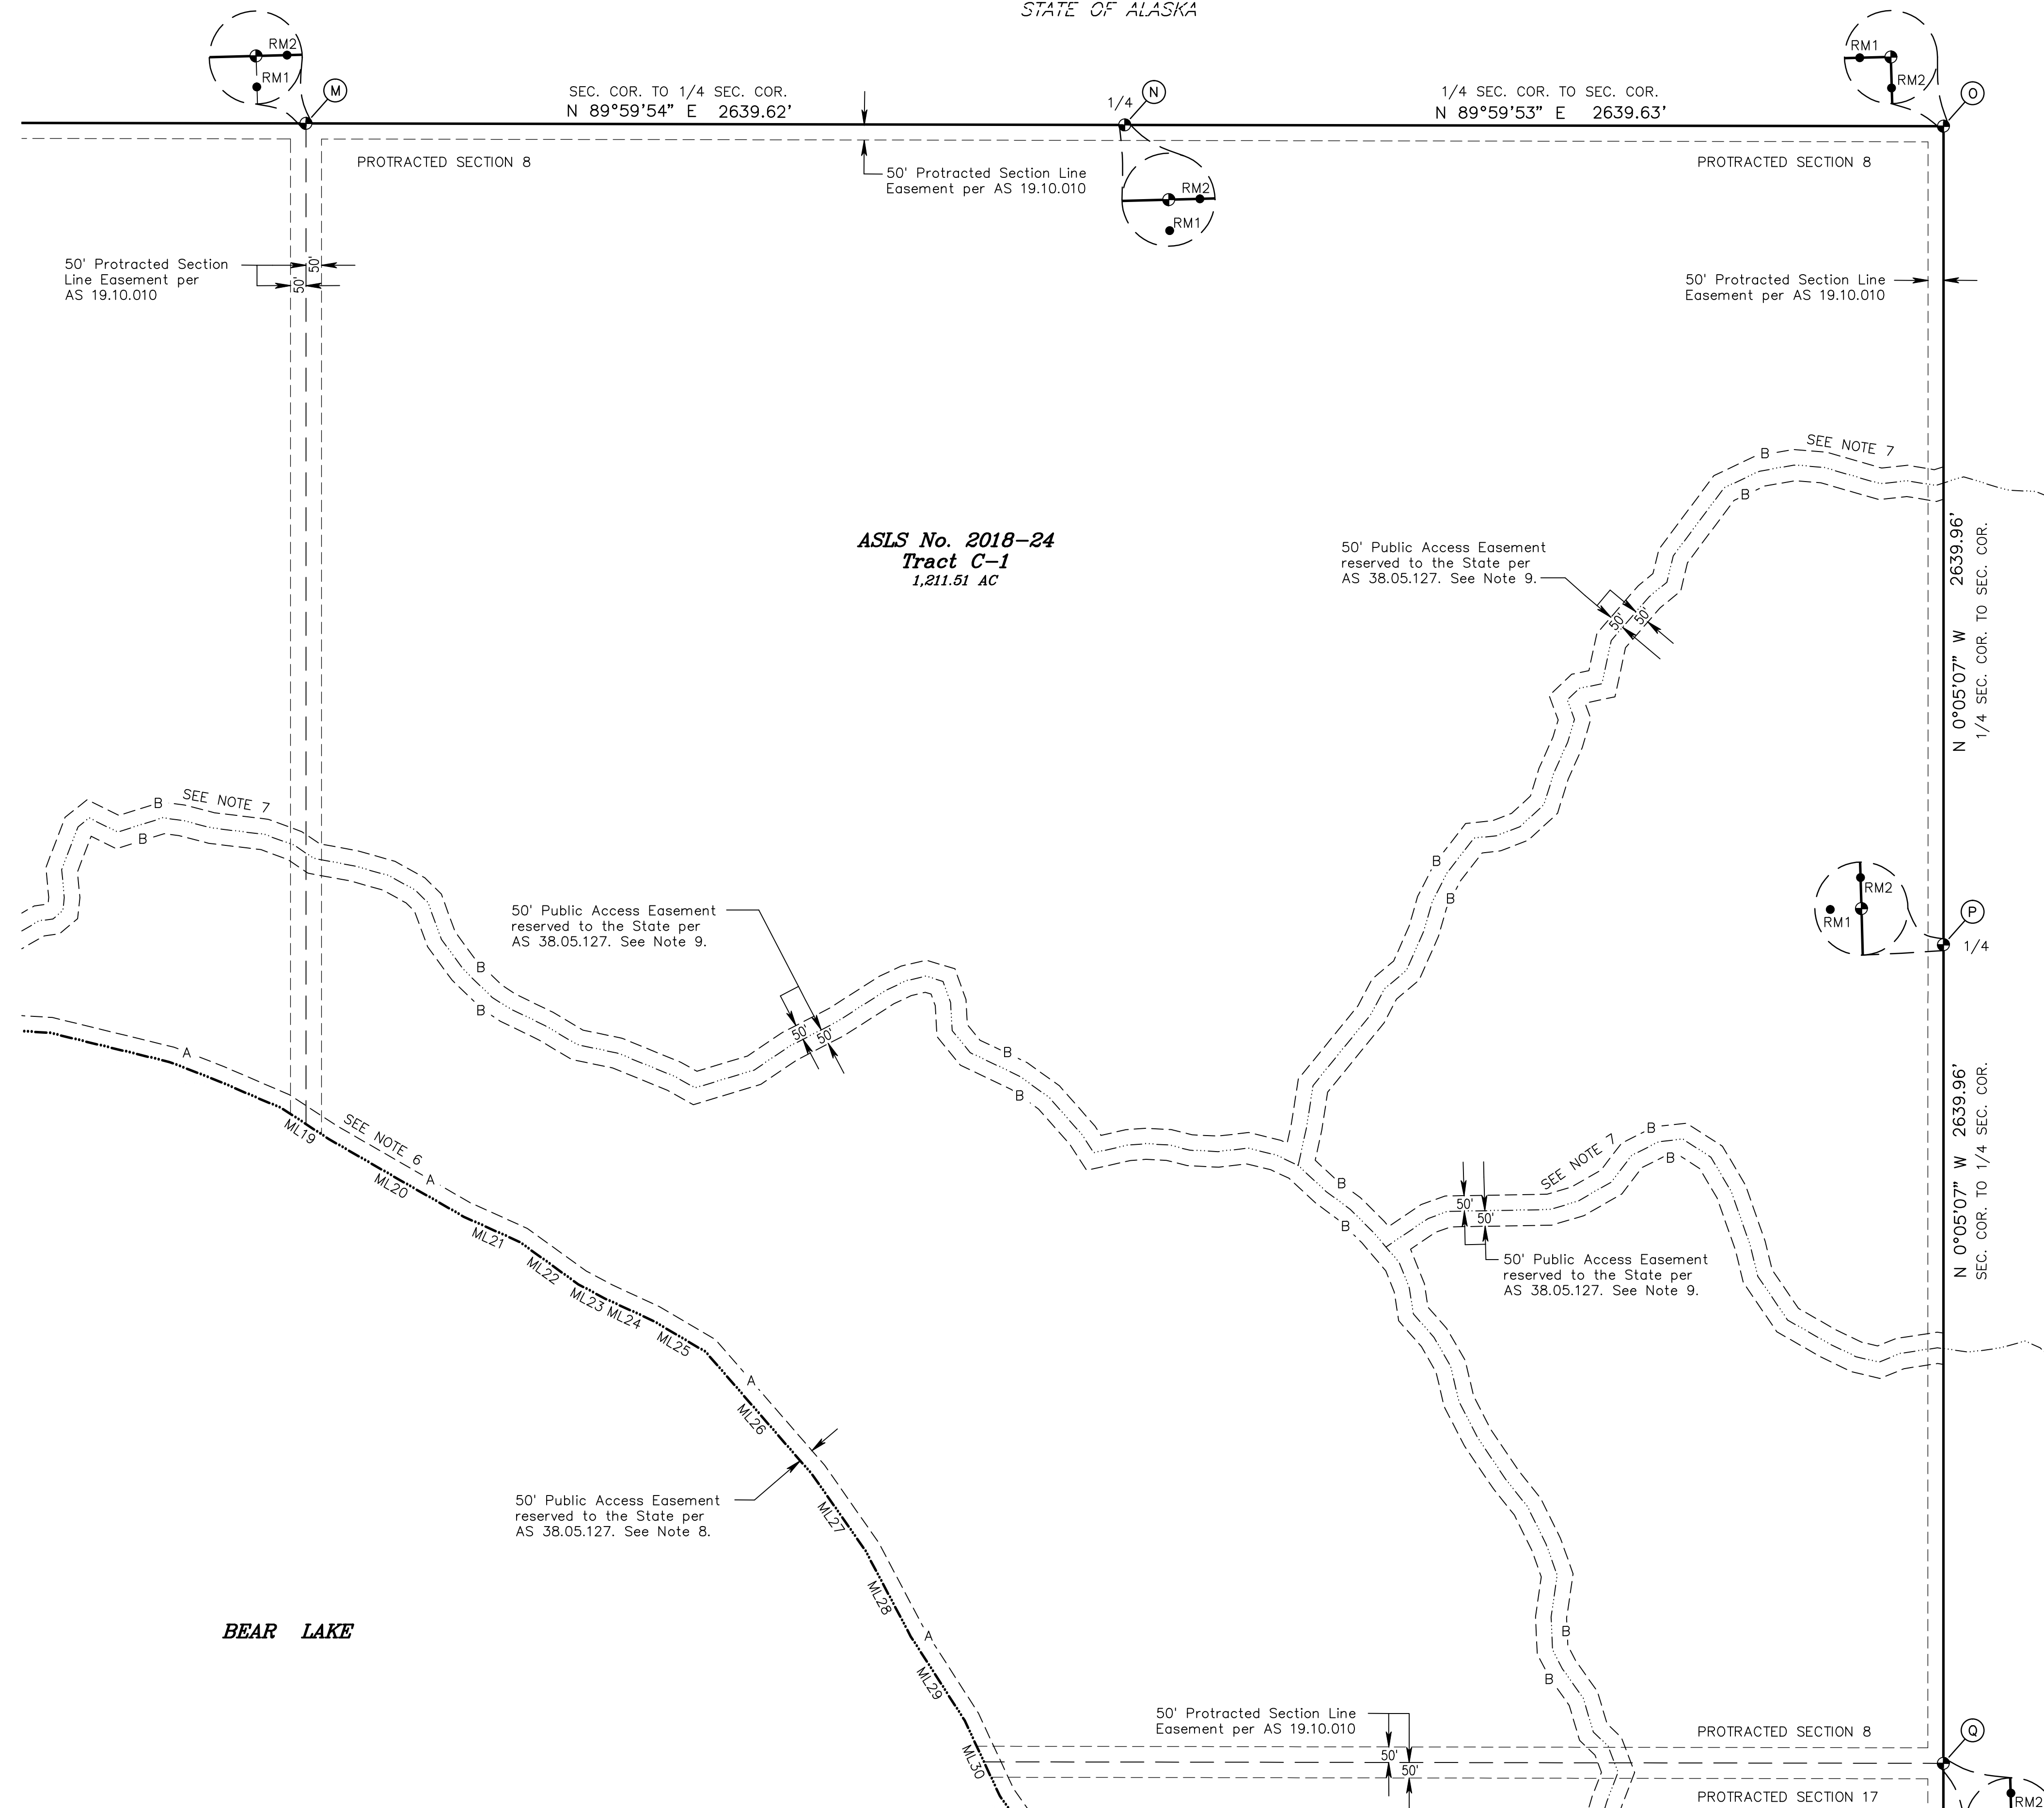 STATE OF ALASKA
RM2
RM1
M
SEC. COR. TO 1/4 SEC. COR.
N 89°59'54" E 2639.62'
1/4
N
1/4 SEC. COR. TO SEC. COR.
N 89°59'53" E 2639.63'
RM1
RM2
O
PROTRACTED SECTION 8
50' Protracted Section Line
Easement per AS 19.10.010
RM2
RM1
PROTRACTED SECTION 8
50' Protracted Section
Line Easement per
AS 19.10.010
50'
50'
50' Protracted Section Line
Easement per AS 19.10.010
SEE NOTE 7
B
B
ASLS No. 2018-24
Tract C-1
1,211.51 AC
50' Public Access Easement
reserved to the State per
AS 38.05.127. See Note 9.
50'
50'
N 0°05'07" W 2639.96'
1/4 SEC. COR. TO SEC. COR.
B
SEE NOTE 7
B
B
B
RM2
RM1
P
1/4
50' Public Access Easement
reserved to the State per
AS 38.05.127. See Note 9.
B
B
50'
50'
B
B
A
ML19
SEE NOTE 6
A
ML20
ML21
ML22
ML23
ML24
ML25
B
B
SEE NOTE 7
B
B
50'
50'
50' Public Access Easement
reserved to the State per
AS 38.05.127. See Note 9.
N 0°05'07" W 2639.96'
SEC. COR. TO 1/4 SEC. COR.
A
ML26
50' Public Access Easement
reserved to the State per
AS 38.05.127. See Note 8.
ML27
ML28
BEAR LAKE
A
ML29
B
B
50' Protracted Section Line
Easement per AS 19.10.010
50'
50'
PROTRACTED SECTION 8
Q
ML30
PROTRACTED SECTION 17
RM2